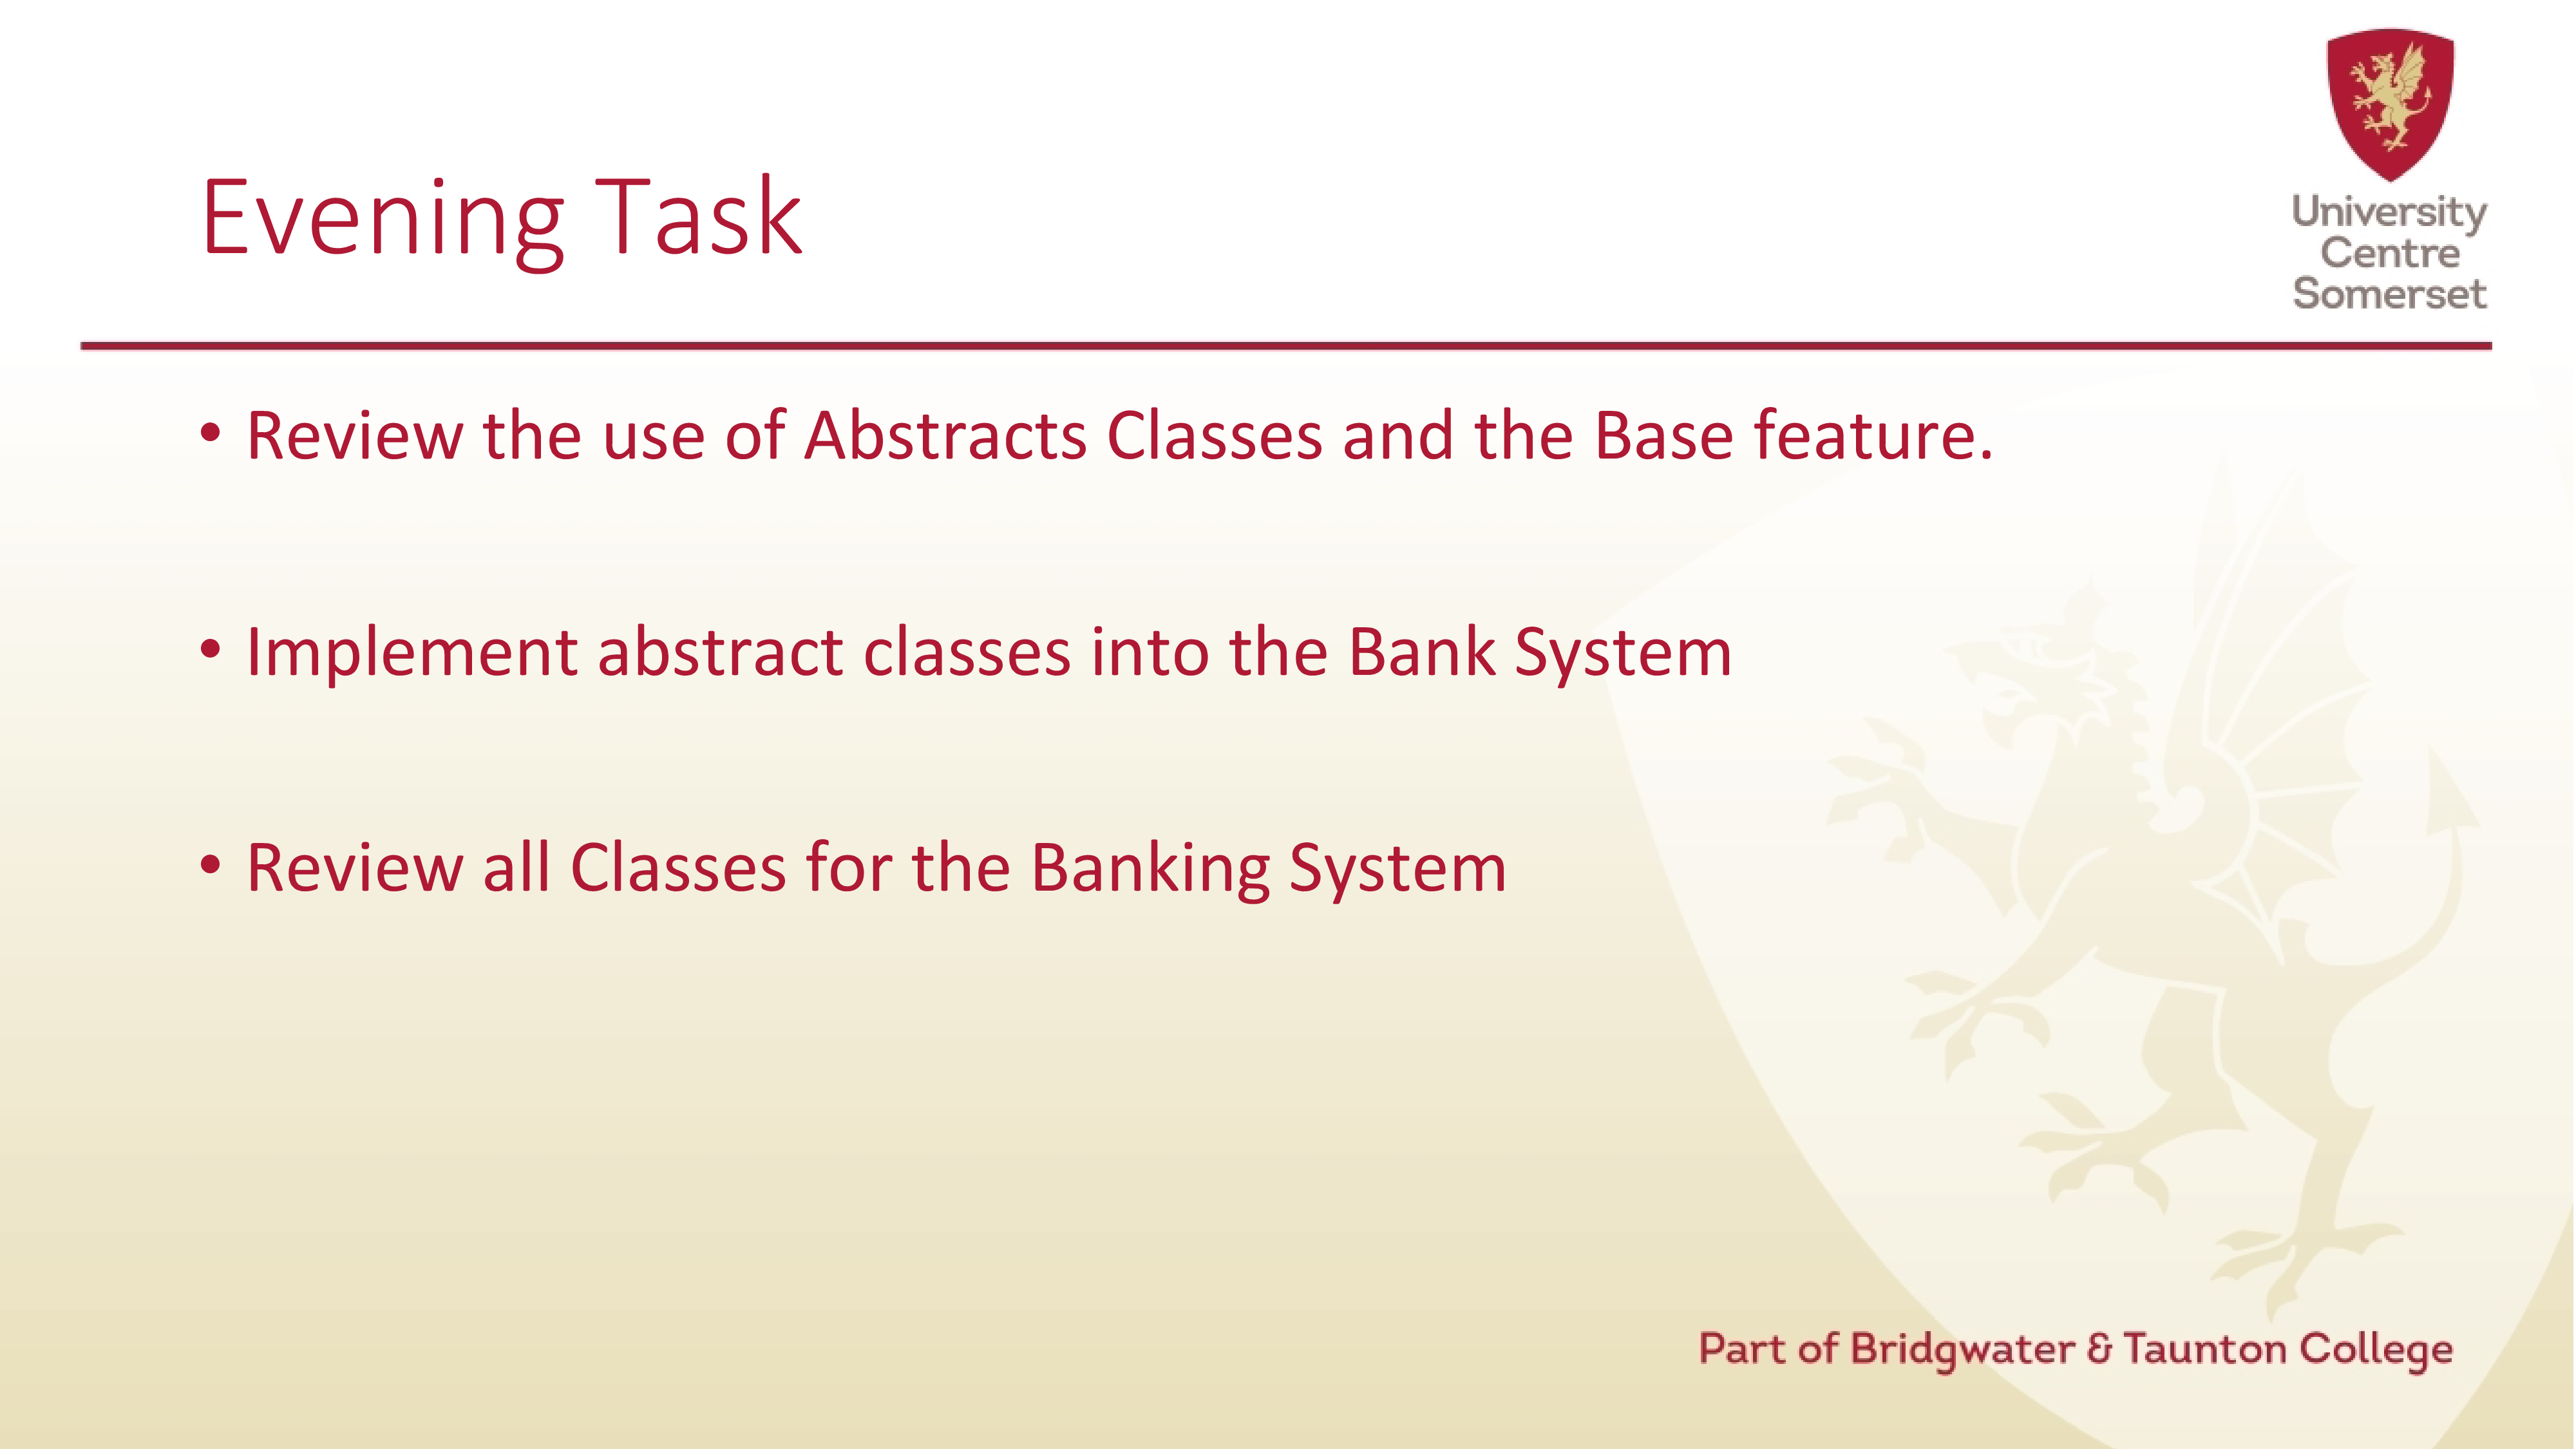 University
Centre
Somerset
Evening Task
• Review the use of Abstracts Classes and the Base feature.
• Implement abstract classes into the Bank System
• Review all Classes for the Banking System
Part of Bridgwater & Taunton College